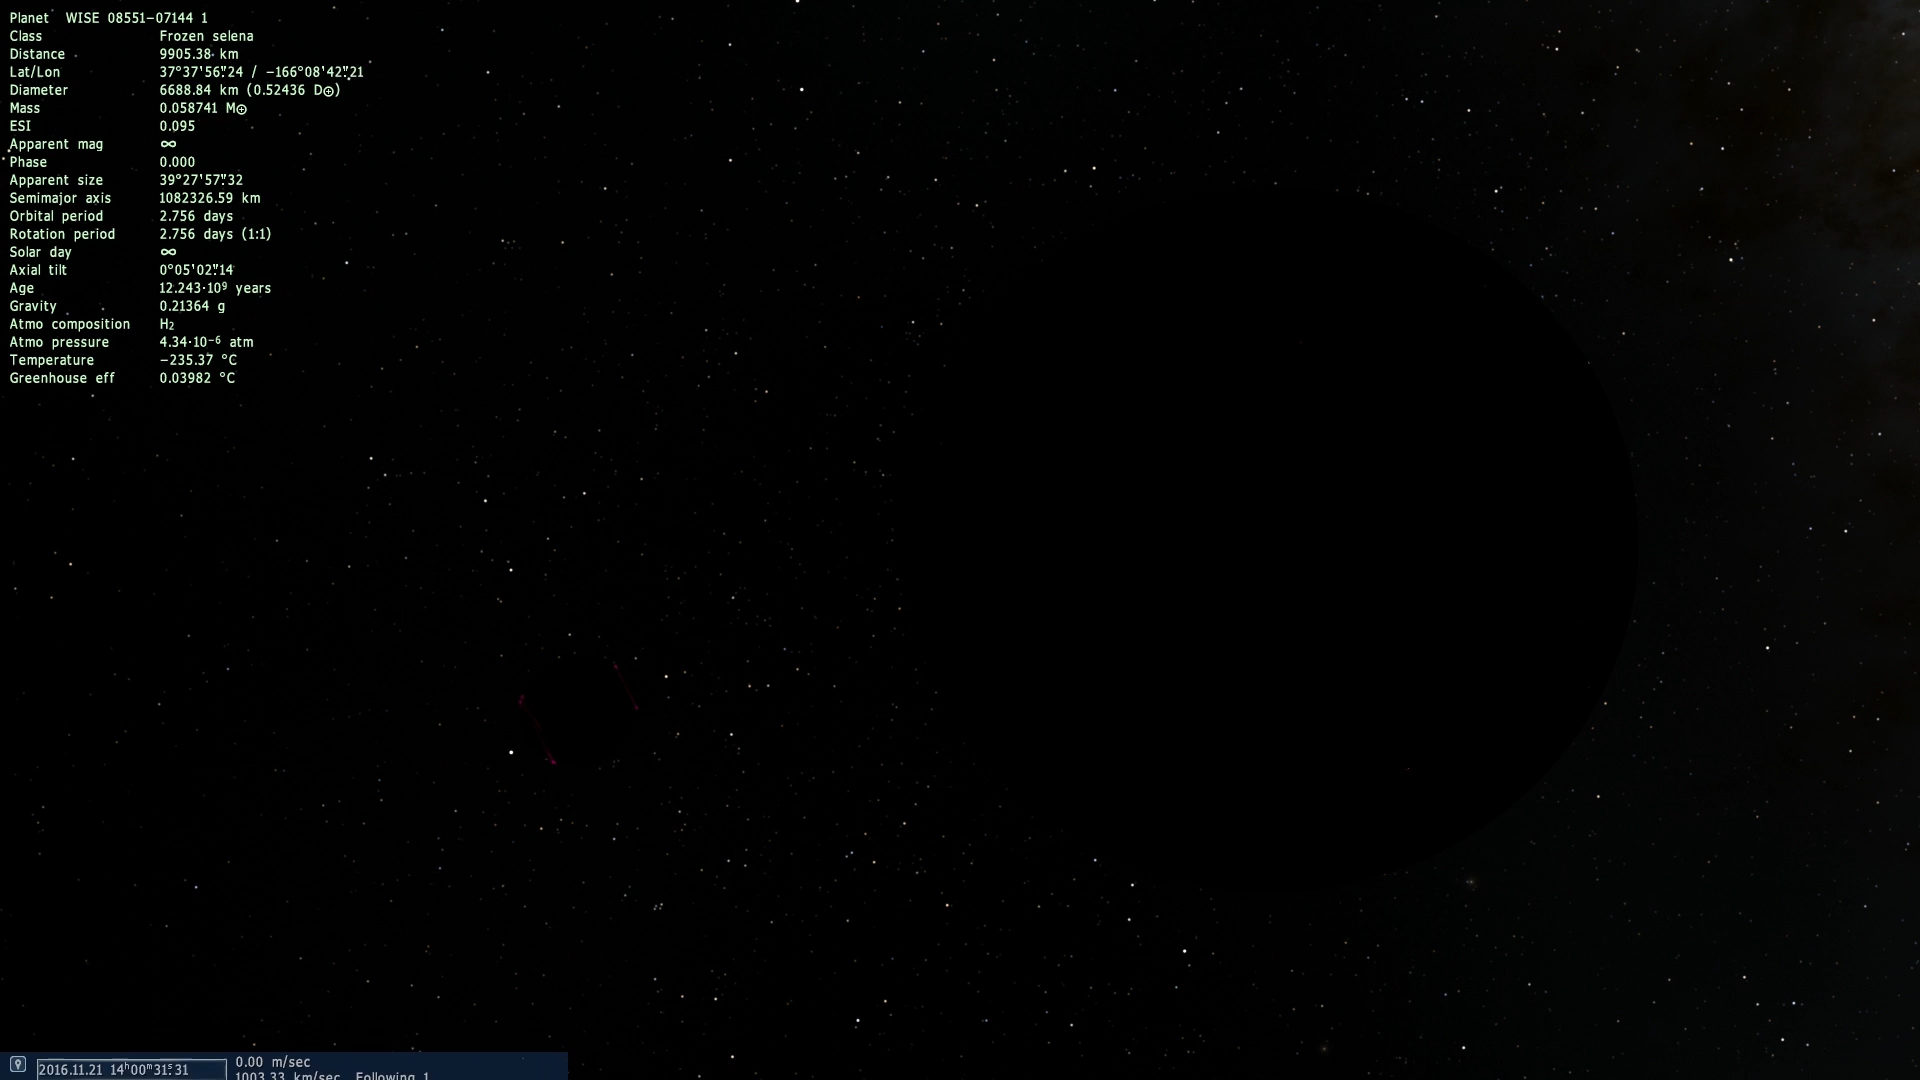 Planet WISE 08551-07144 1
Class Frozen selena
Distance 9905.38 km
Lat/Lon 37°37'56."24 / -166°08'42."21
Diameter 6688.84 km (0.52436 D⊕)
Mass 0.058741 M⊕
ESI 0.095
Apparent mag ∞
Phase 0.000
Apparent size 39°27'57."32
Semimajor axis 1082326.59 km
Orbital period 2.756 days
Rotation period 2.756 days (1:1)
Solar day ∞
Axial tilt 0°05'02."14
Age 12.243·10⁹ years
Gravity 0.21364 g
Atmo composition H₂
Atmo pressure 4.34·10⁻⁶ atm
Temperature -235.37 °C
Greenhouse eff 0.03982 °C
0.00 m/sec
2016.11.21 14ʰ00ᵐ31ˢ.31
1003.33 km/sec Following 1